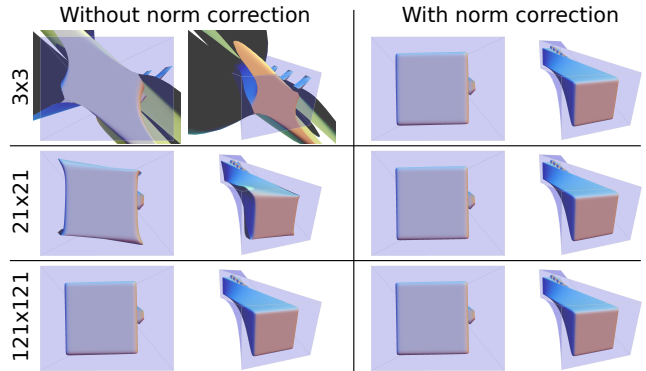 Without norm correction
With norm correction
3x3
21x21
121x121